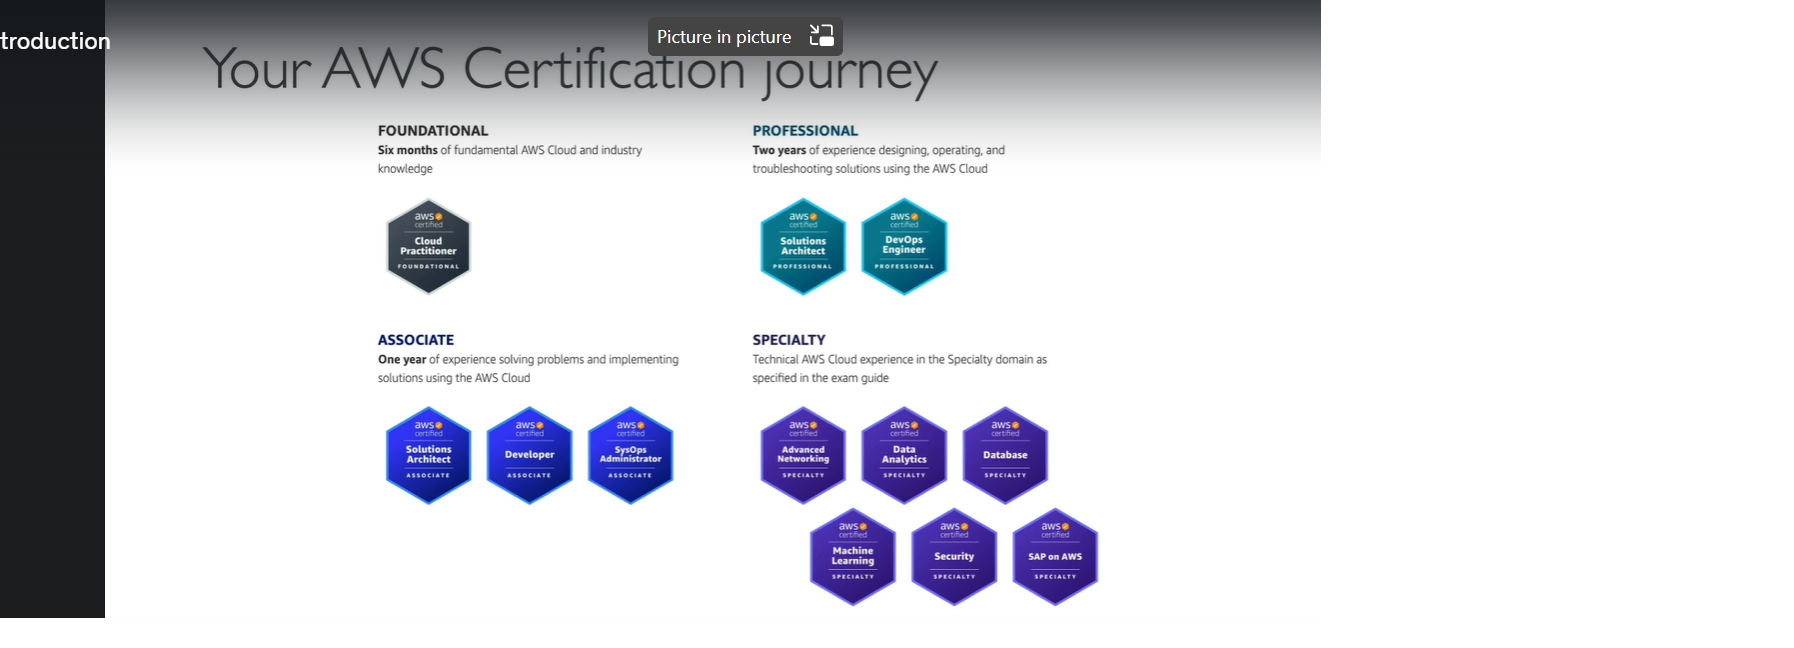 troduction
Picture in picture
Your AWS Certification journey
FOUNDATIONAL
Six months of fundamental AWS Cloud and industry
knowledge
aws
certified
Cloud
Practitioner
FOUNDATIONAL
PROFESSIONAL
Two years of experience designing, operating, and
troubleshooting solutions using the AWS Cloud
aws
certified
Solutions
Architect
PROFESSIONAL
aws
certified
DevOps
Engineer
PROFESSIONAL
ASSOCIATE
One year of experience solving problems and implementing
solutions using the AWS Cloud
aws
certified
Solutions
Architect
ASSOCIATE
aws
certified
Developer
ASSOCIATE
aws
certified
SysOps
Administrator
ASSOCIATE
SPECIALTY
Technical AWS Cloud experience in the Specialty domain as
specified in the exam guide
aws
certified
Advanced
Networking
SPECIALTY
aws
certified
Data
Analytics
SPECIALTY
aws
certified
Database
SPECIALTY
aws
certified
Machine
Learning
SPECIALTY
aws
certified
Security
SPECIALTY
aws
certified
SAP on AWS
SPECIALTY